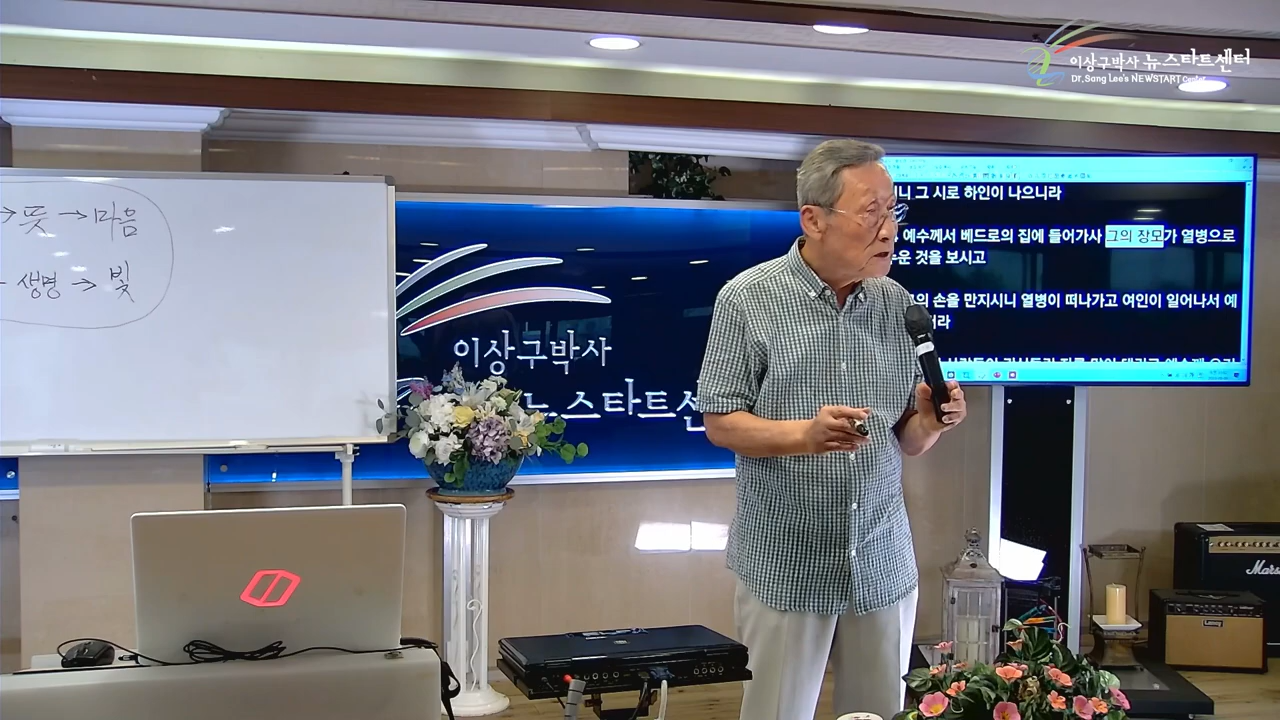 이상구박사 뉴스타트센터
Dr. Sang Lee's NEWSTART Center
→뜻→마음
생명→빛
이상구박사
뉴스타트센
니 그 시로 하인이 나으니라
예수께서 베드로의 집에 들어가사 그의 장모가 열병으로
운 것을 보시고
의 손을 만지시니 열병이 떠나가고 여인이 일어나서 예
더라
Mars
Laney